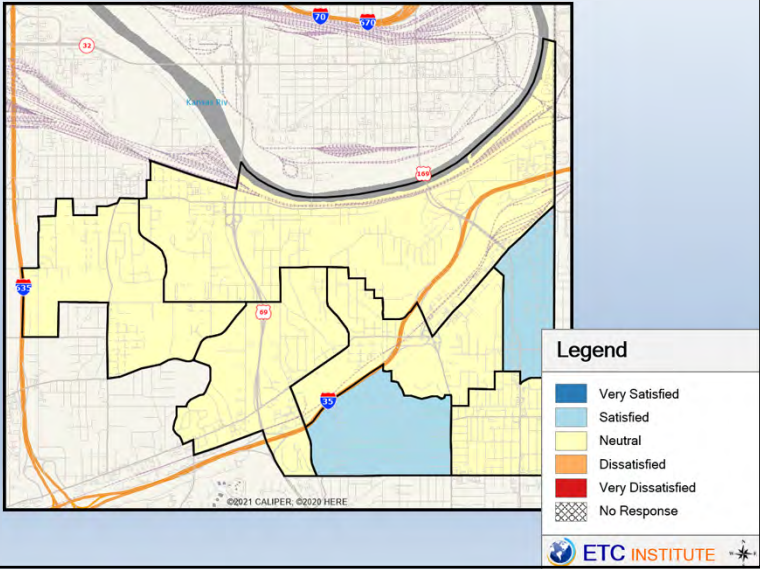 70
670
32
Kansas Riv
169
635
69
35
©2021 CALIPER; ©2020 HERE
Legend
Very Satisfied
Satisfied
Neutral
Dissatisfied
Very Dissatisfied
No Response
ETC INSTITUTE
N
W E
S